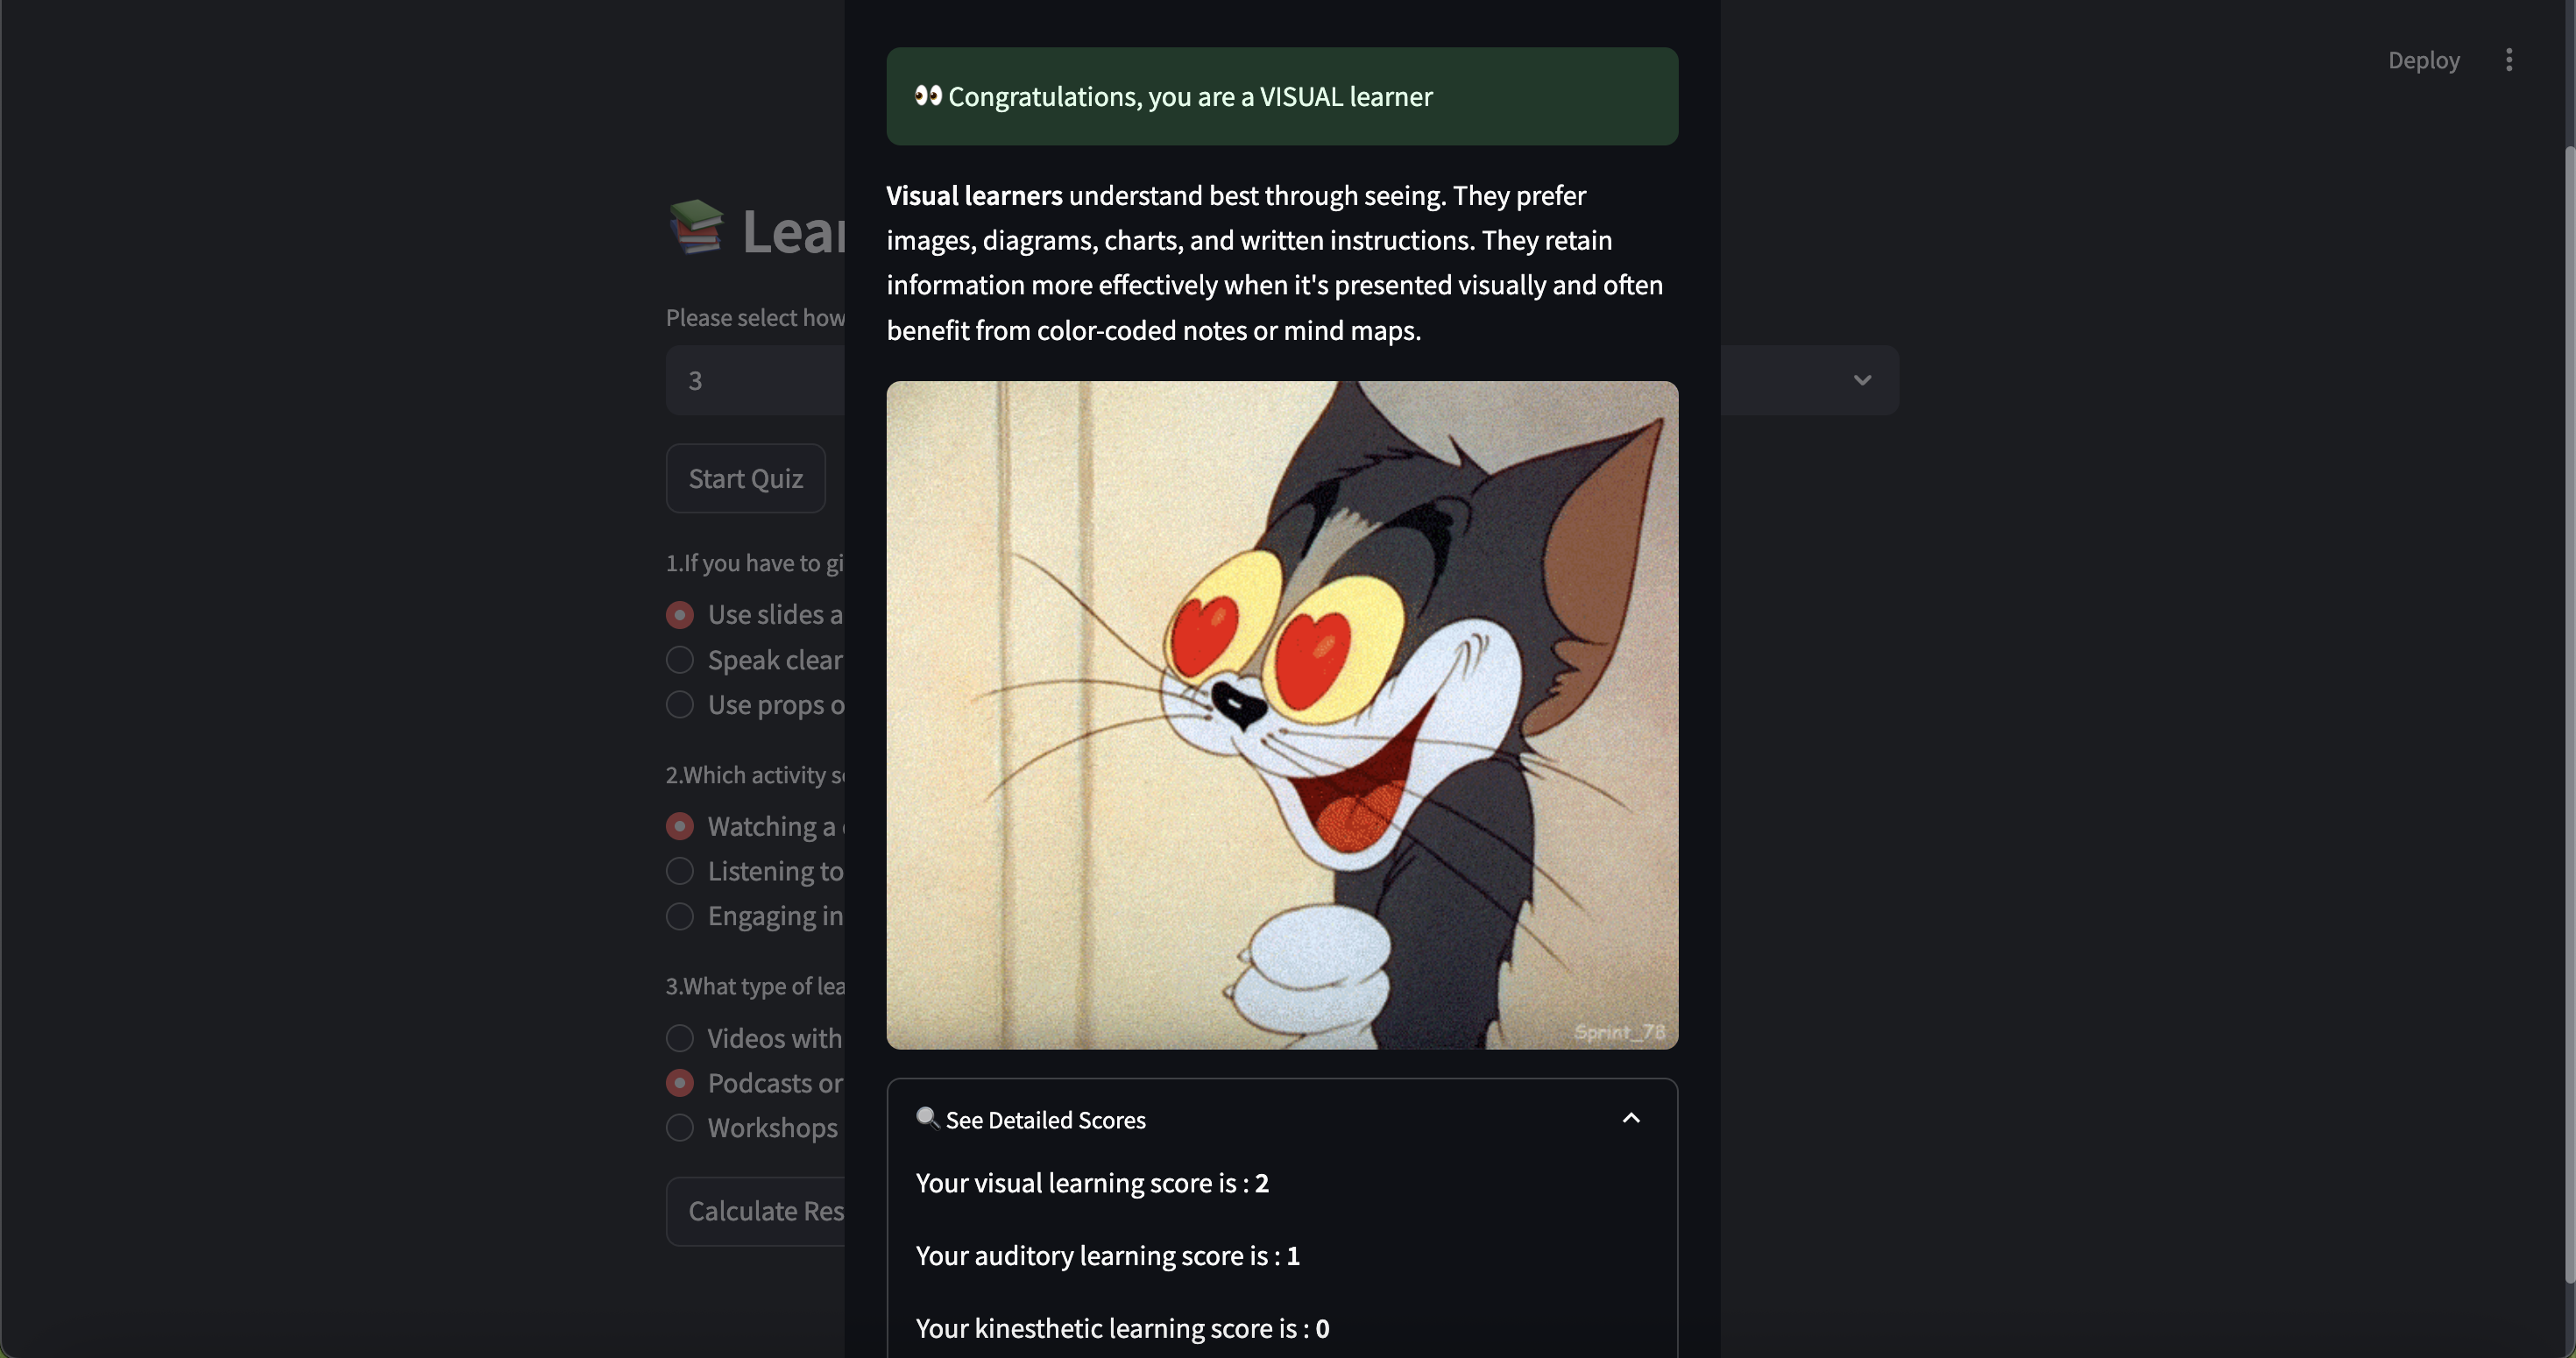 Deploy
👀 Congratulations, you are a VISUAL learner
Visual learners understand best through seeing. They prefer
images, diagrams, charts, and written instructions. They retain
information more effectively when it's presented visually and often
benefit from color-coded notes or mind maps.
Sprint_78
🔍 See Detailed Scores
Your visual learning score is : 2
Your auditory learning score is : 1
Your kinesthetic learning score is : 0
📚 Lear
Please select how
3
Start Quiz
1.If you have to gi
Use slides a
Speak clear
Use props o
2.Which activity s
Watching a
Listening to
Engaging in
3.What type of lea
Videos with
Podcasts or
Workshops
Calculate Res